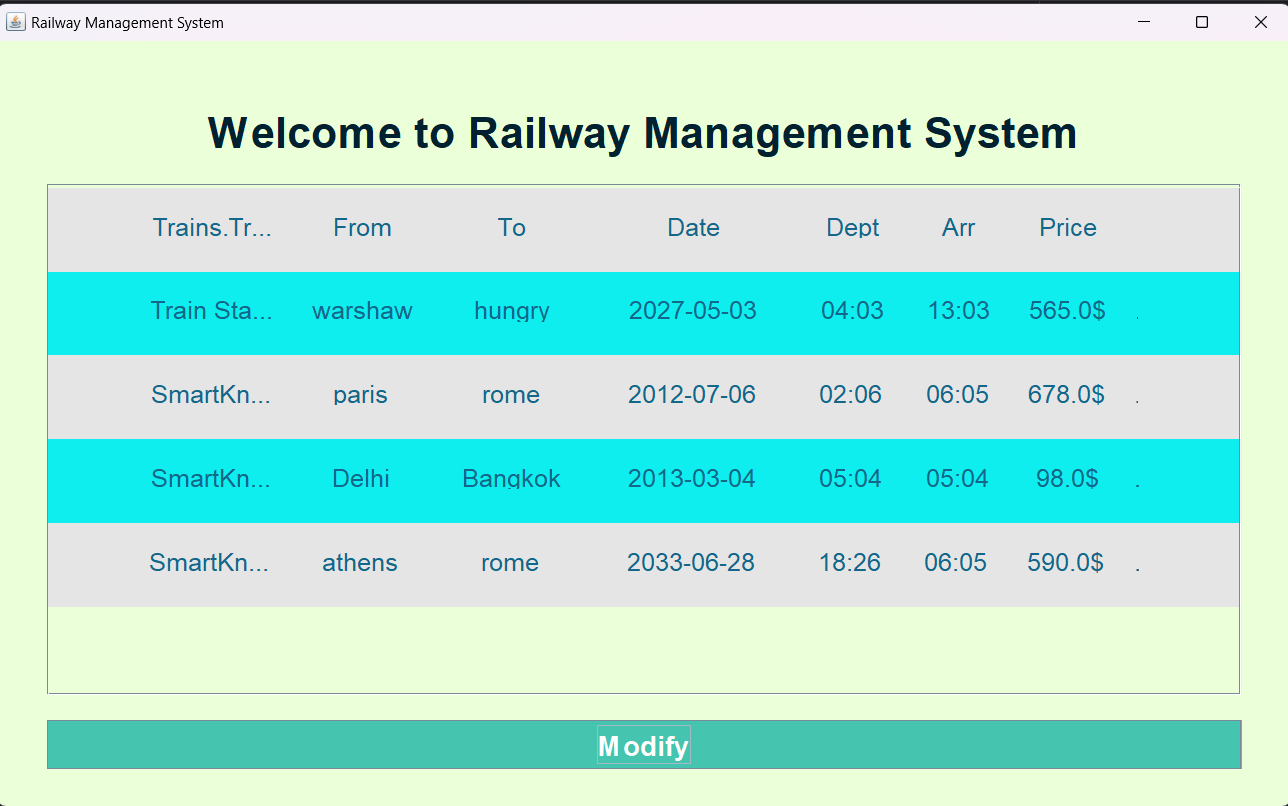 Railway Management System
Welcome to Railway Management System
Trains.Tr... From To Date Dept Arr Price
Train Sta... warshaw hungry 2027-05-03 04:03 13:03 565.0$ .
SmartKn... paris rome 2012-07-06 02:06 06:05 678.0$ .
SmartKn... Delhi Bangkok 2013-03-04 05:04 05:04 98.0$ .
SmartKn... athens rome 2033-06-28 18:26 06:05 590.0$ .
Modify